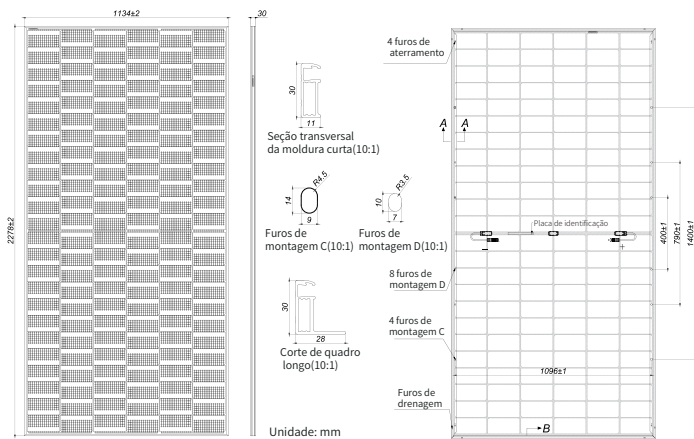 1134±2
30
2278±2
30
11
Seção transversal
da moldura curta(10:1)
R4.5
14
9
Furos de
montagem C(10:1)
R3.5
10
7
Furos de
montagem D(10:1)
30
28
Corte de quadro
longo(10:1)
Unidade: mm
4 furos de
aterramento
A
A
Placa de identificação
-
+
8 furos de
montagem D
4 furos de
montagem C
1096±1
Furos de
drenagem
B
400±1
790±1
1400±1